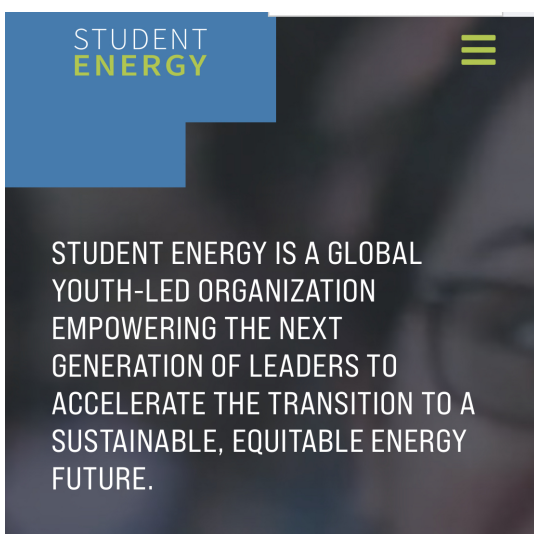 STUDENT
ENERGY
STUDENT ENERGY IS A GLOBAL
YOUTH-LED ORGANIZATION
EMPOWERING THE NEXT
GENERATION OF LEADERS TO
ACCELERATE THE TRANSITION TO A
SUSTAINABLE, EQUITABLE ENERGY
FUTURE.